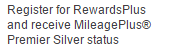 Register for RewardsPlus
and receive MileagePlus®
Premier Silver status